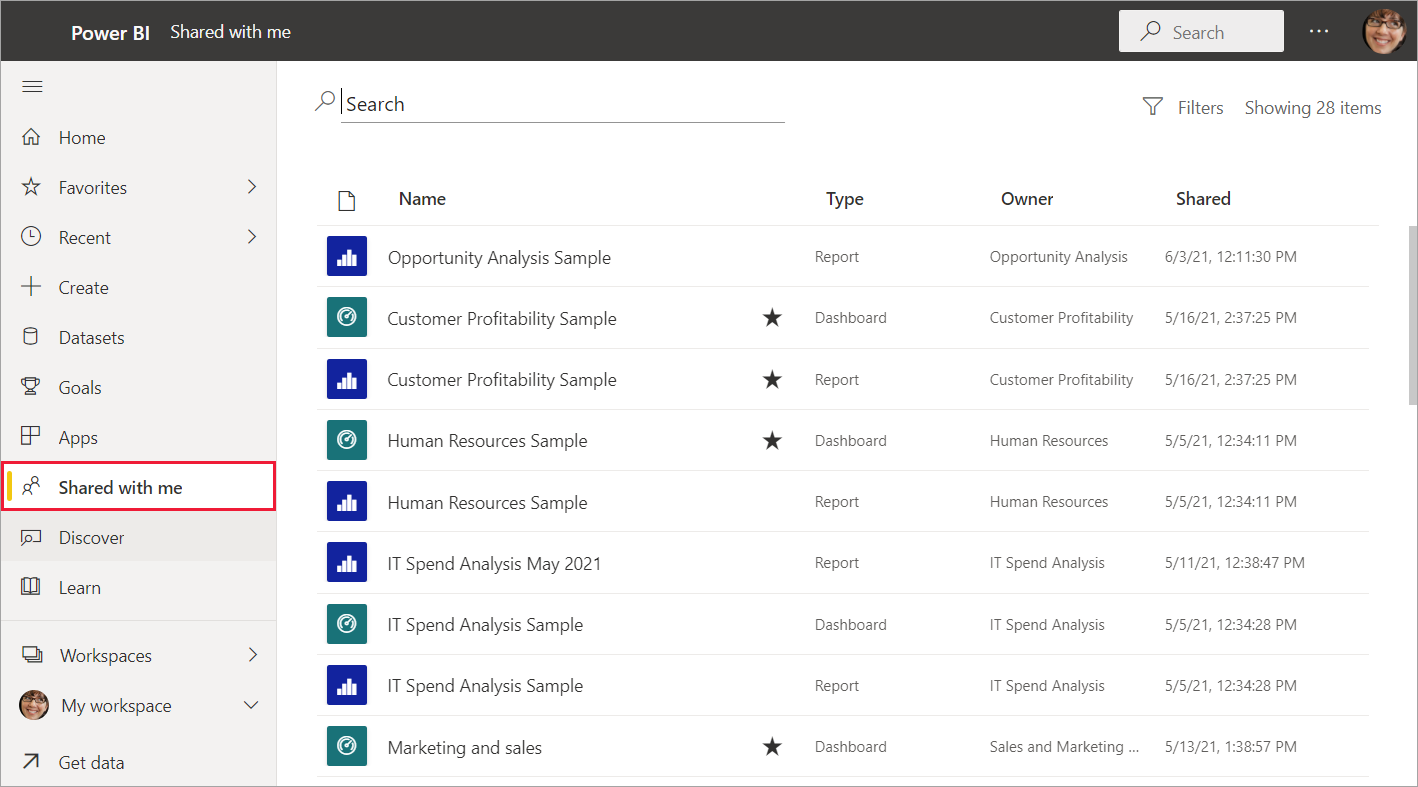 Power BI Shared with me Search ...
Search
Filters Showing 28 items
Home
Favorites
Recent
Create
Datasets
Goals
Apps
Shared with me
Discover
Learn
Workspaces
My workspace
Get data
Name Type Owner Shared
Opportunity Analysis Sample Report Opportunity Analysis 6/3/21, 12:11:30 PM
Customer Profitability Sample ★ Dashboard Customer Profitability 5/16/21, 2:37:25 PM
Customer Profitability Sample ★ Report Customer Profitability 5/16/21, 2:37:25 PM
Human Resources Sample ★ Dashboard Human Resources 5/5/21, 12:34:11 PM
Human Resources Sample Report Human Resources 5/5/21, 12:34:11 PM
IT Spend Analysis May 2021 Report IT Spend Analysis 5/11/21, 12:38:47 PM
IT Spend Analysis Sample Dashboard IT Spend Analysis 5/5/21, 12:34:28 PM
IT Spend Analysis Sample Report IT Spend Analysis 5/5/21, 12:34:28 PM
Marketing and sales ★ Dashboard Sales and Marketing ... 5/13/21, 1:38:57 PM